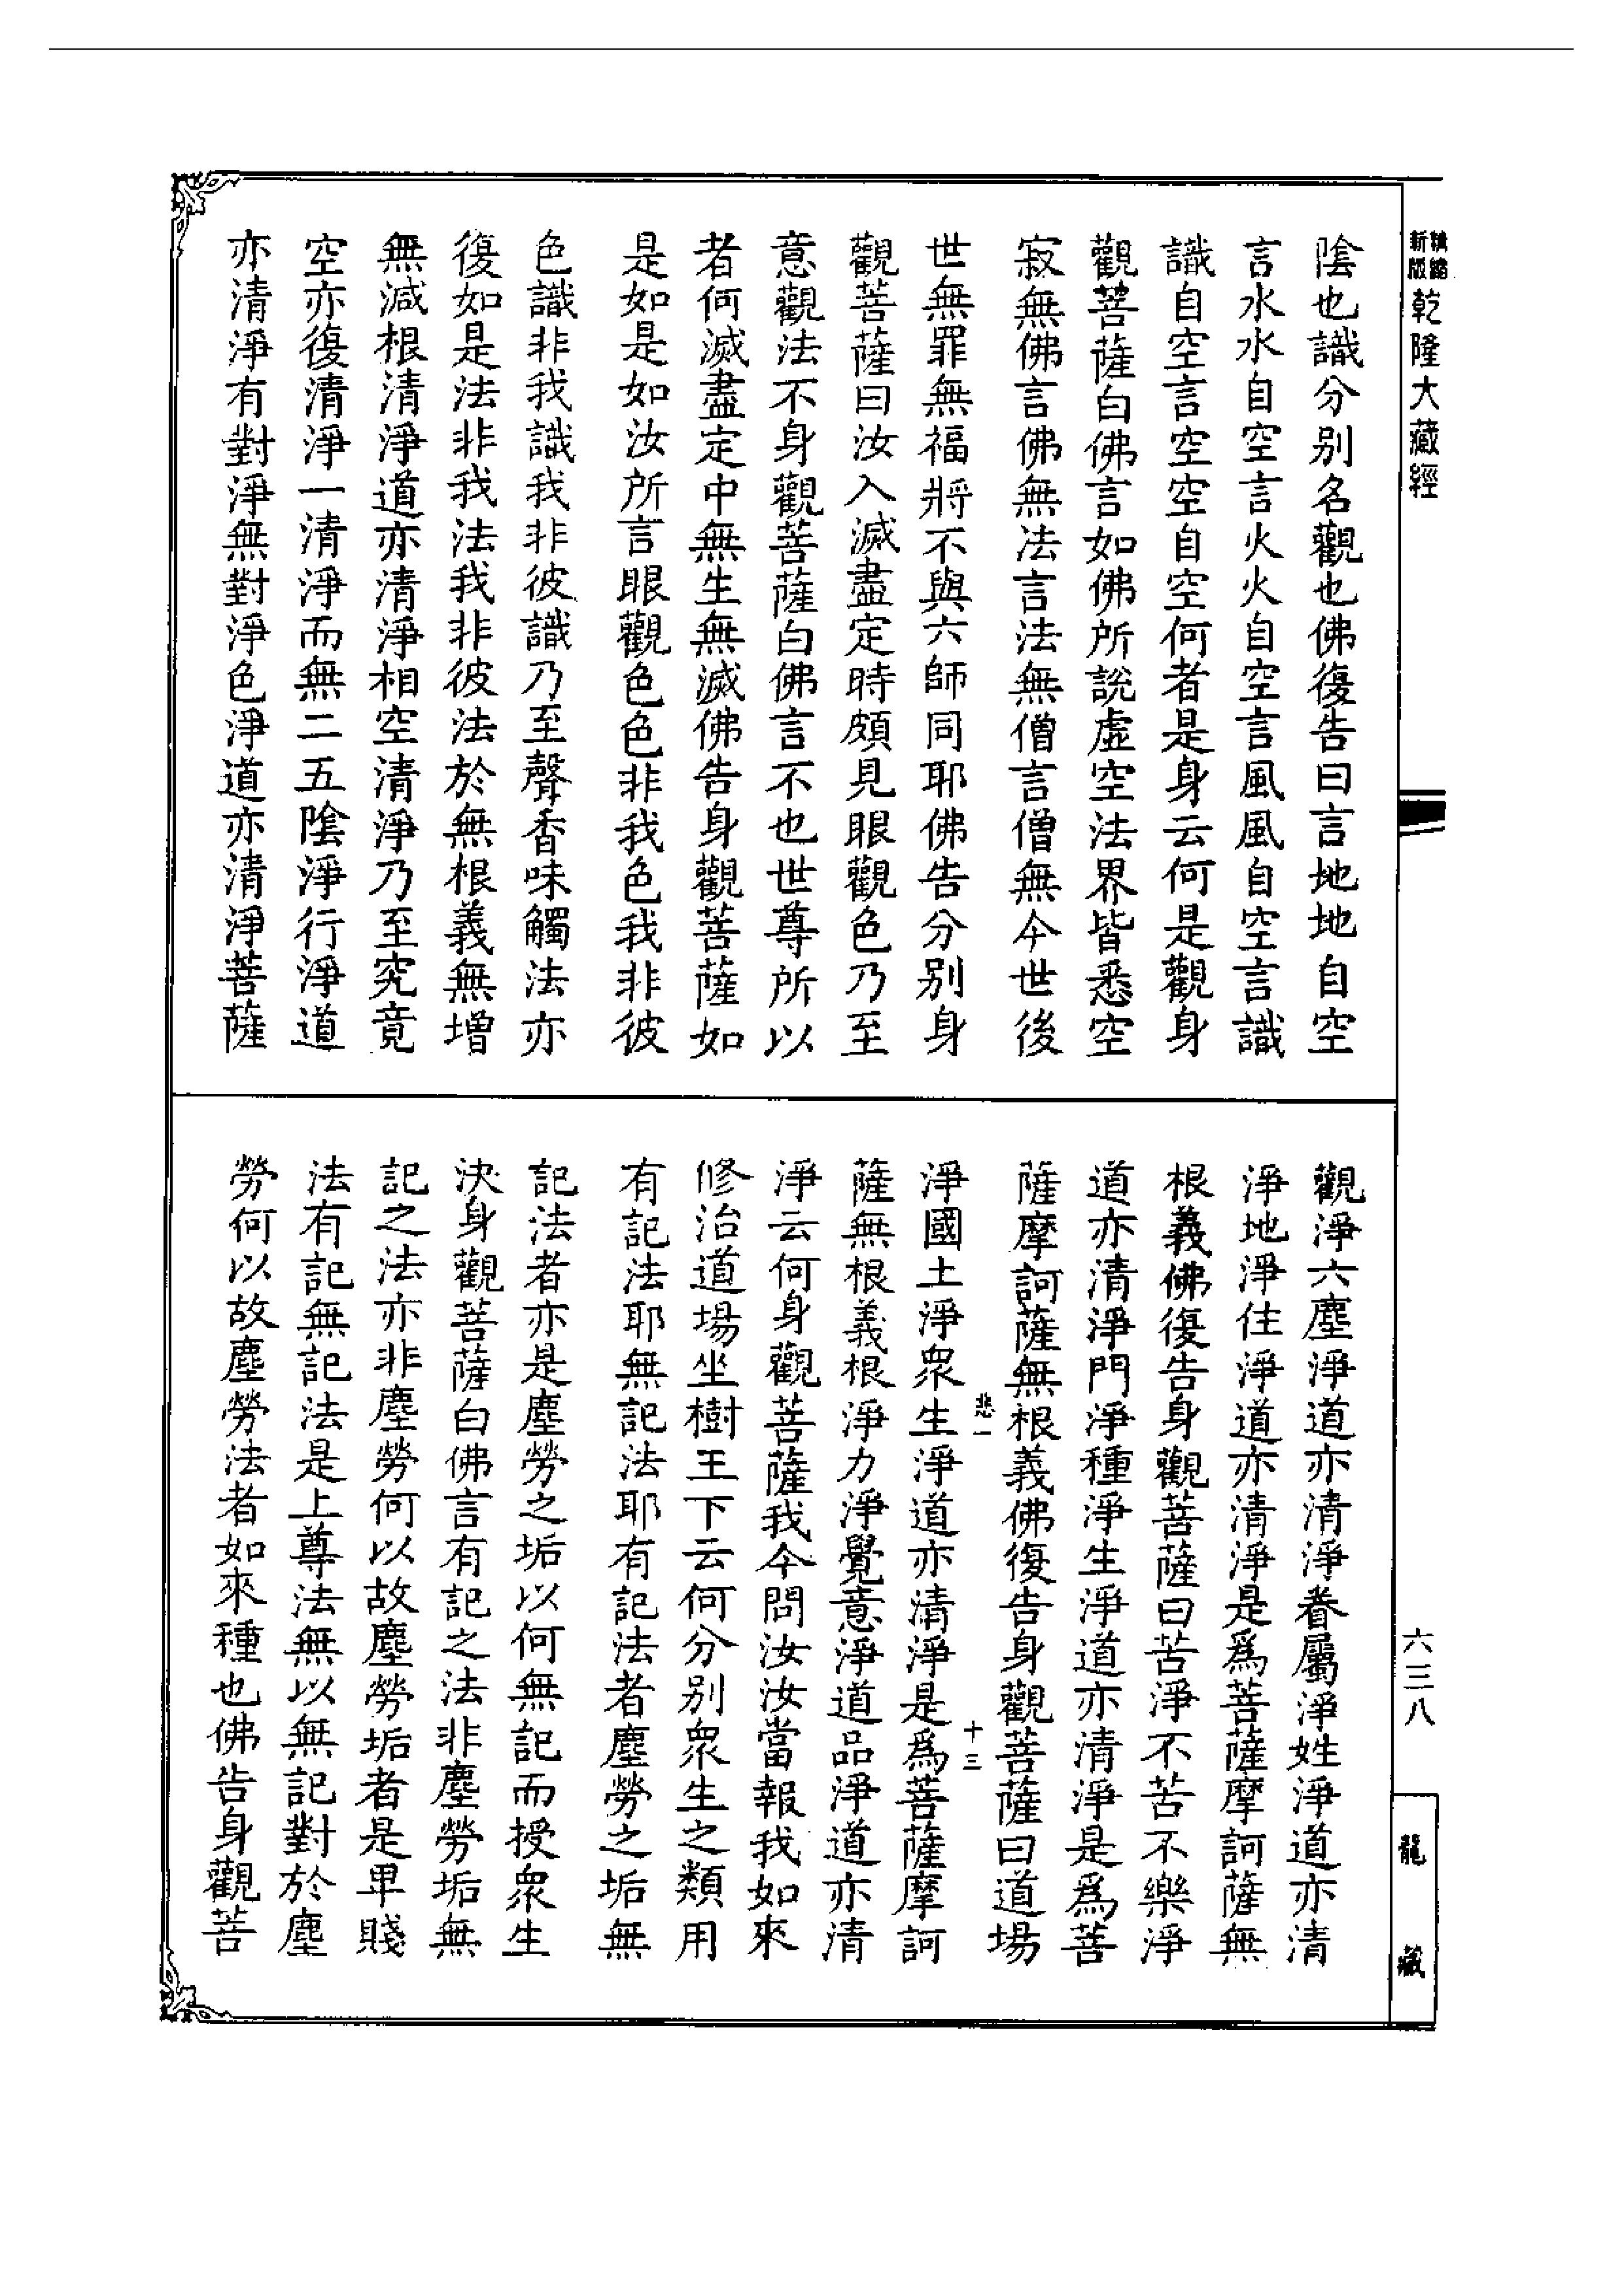 精縮新版乾隆大藏經
陰也識分別名觀也佛復告曰言地地自空
言水水自空言火火自空言風風自空言識
識自空言空空自空何者是身云何是觀身
觀菩薩白佛言如佛所說虛空法界皆悉空
寂無佛言佛無法言法無僧言僧無今世後
世無罪無福將不與六師同耶佛告分別身
觀菩薩曰汝入滅盡定時頗見眼觀色乃至
意觀法不身觀菩薩白佛言不也世尊所以
者何滅盡定中無生無滅佛告身觀菩薩如
是如是如汝所言眼觀色色非我色我非彼
色識非我識我非彼識乃至聲香味觸法亦
復如是法非我法我非彼法於無根義無增
無減根清淨道亦清淨相空清淨乃至究竟
空亦復清淨一清淨而無二五陰淨行淨道
亦清淨有對淨無對淨色淨道亦清淨菩薩
觀淨六塵淨道亦清淨眷屬淨姓淨道亦清
淨地淨住淨道亦清淨是爲菩薩摩訶薩無
根義佛復告身觀菩薩曰苦淨不苦不樂淨
道亦清淨門淨種淨生淨道亦清淨是爲菩
薩摩訶薩無根義佛復告身觀菩薩曰道場
悲一
十三
淨國土淨眾生淨道亦清淨是爲菩薩摩訶
薩無根義根淨力淨覺意淨道品淨道亦清
淨云何身觀菩薩我今問汝汝當報我如來
修治道場坐樹王下云何分別眾生之類用
有記法耶無記法耶有記法者塵勞之垢無
記法者亦是塵勞之垢以何無記而授眾生
決身觀菩薩白佛言有記之法非塵勞垢無
記之法亦非塵勞何以故塵勞垢者是卑賤
法有記無記法是上尊法無以無記對於塵
勞何以故塵勞法者如來種也佛告身觀菩
六三八
龍藏